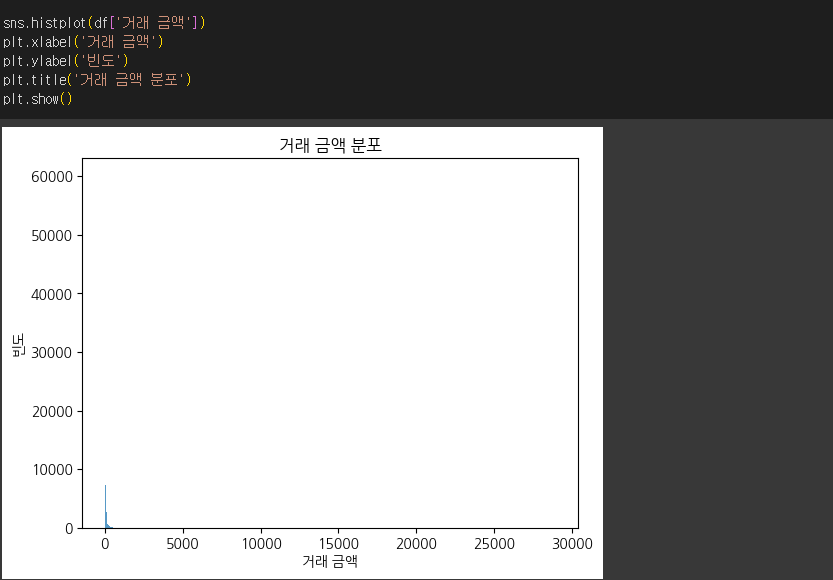 sns.histplot(df['거래 금액'])
plt.xlabel('거래 금액')
plt.ylabel('빈도')
plt.title('거래 금액 분포')
plt.show()
거래 금액 분포
60000
50000
40000
30000
20000
10000
0
빈도
0 5000 10000 15000 20000 25000 30000
거래 금액